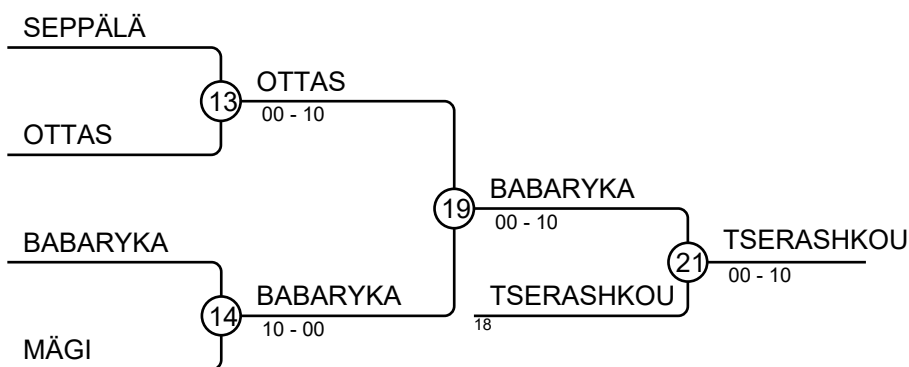 SEPPÄLÄ
13
OTTAS
00 - 10
OTTAS
19
BABARYKA
00 - 10
21
TSERASHKOU
00 - 10
BABARYKA
14
BABARYKA
10 - 00
TSERASHKOU
18
MÄGI